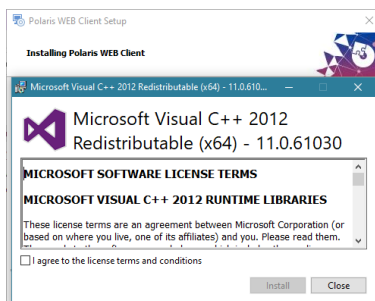 Polaris WEB Client Setup
Installing Polaris WEB Client
Microsoft Visual C++ 2012 Redistributable (x64) - 11.0.610...
Microsoft Visual C++ 2012
Redistributable (x64) - 11.0.61030
MICROSOFT SOFTWARE LICENSE TERMS
MICROSOFT VISUAL C++ 2012 RUNTIME LIBRARIES
These license terms are an agreement between Microsoft Corporation (or
based on where you live, one of its affiliates) and you. Please read them.
I agree to the license terms and conditions
Install
Close